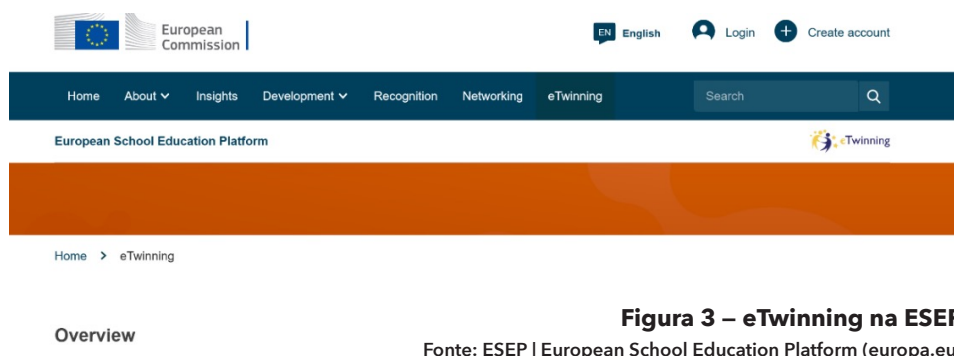 European
Commission
EN English Login Create account
Home About Insights Development Recognition Networking eTwinning Search
European School Education Platform eTwinning
Home > eTwinning
Figura 3 – eTwinning na ESEP
Overview
Fonte: ESEP | European School Education Platform (europa.eu